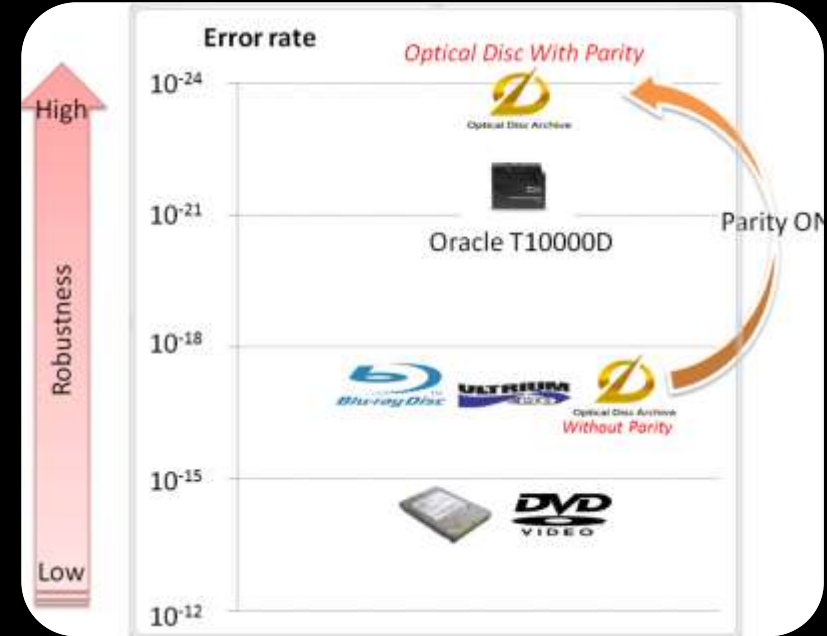 Error rate
Optical Disc With Parity
10-24
High
Optical Disc Archive
10-21
Parity ON
Oracle T10000D
Robustness
10-18
Blu-ray Disc
ULTRIUM
Optical Disc Archive
Without Parity
10-15
DVD
VIDEO
Low
10-12